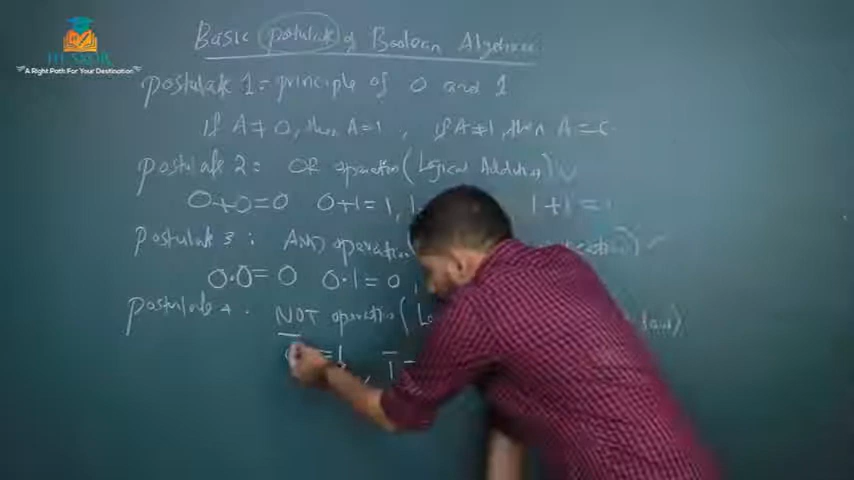 A Right Path For Your Destination
Basic postulate of Boolean Algebra
postulate 1 = principle of 0 and 1
if A ≠ 0, then A = 1 , if A ≠ 1, then A =
Postulate 2 : OR operation (Logical Addition)
0+0=0 0+1=1, 1+1=
Postulate 3 : AND operation
0·0=0 0·1=0 ,
Postulate 4 : NOT operation (
= 1 , 1̅